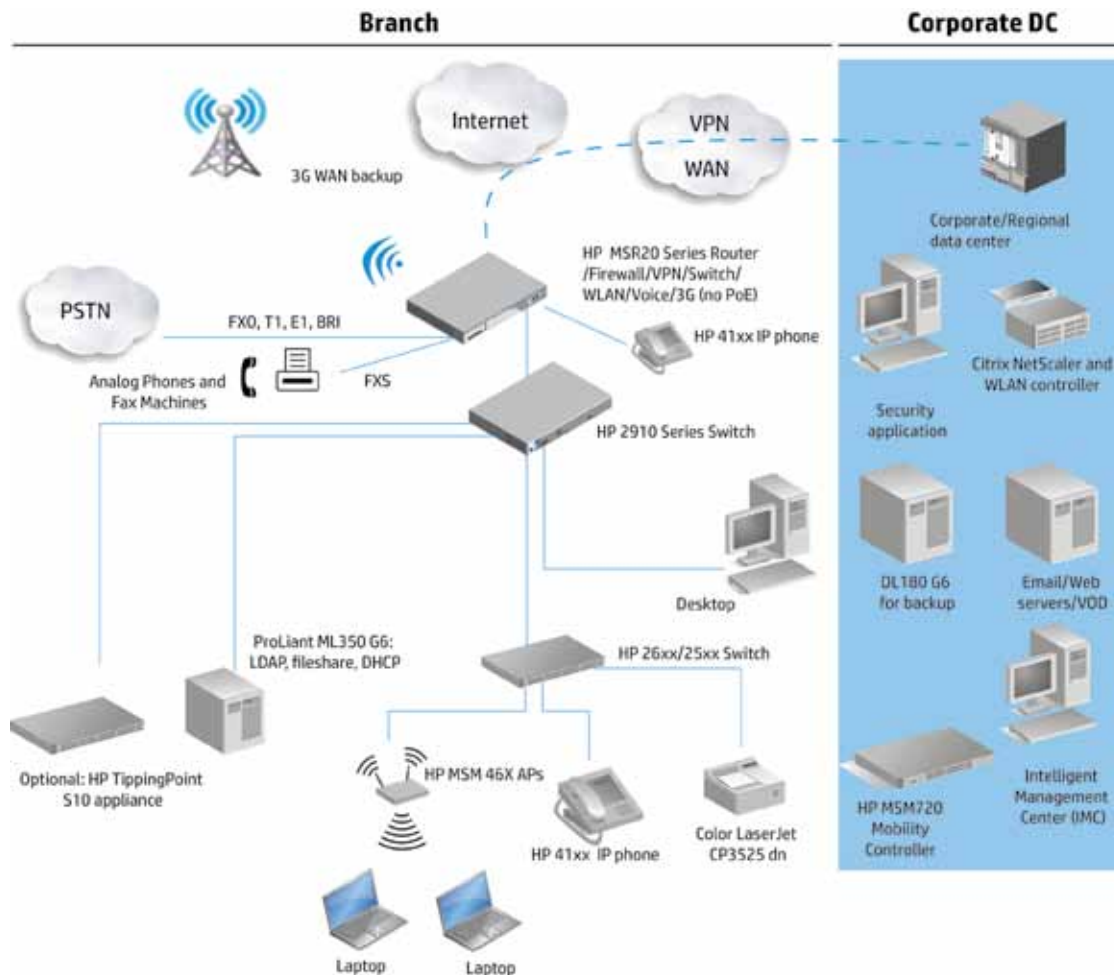 Branch
Corporate DC
Internet
VPN
WAN
3G WAN backup
Corporate/Regional
data center
HP MSR20 Series Router
/Firewall/VPN/Switch/
WLAN/Voice/3G (no PoE)
PSTN
FXO, T1, E1, BRI
HP 41xx IP phone
Analog Phones and
Fax Machines
FXS
Citrix NetScaler and
WLAN controller
Security
application
HP 2910 Series Switch
DL180 G6
for backup
Email/Web
servers/VOD
Desktop
ProLiant ML350 G6:
LDAP, fileshare, DHCP
HP 26xx/25xx Switch
Optional: HP TippingPoint
S10 appliance
HP MSM 46X APs
HP 41xx IP phone
Color LaserJet
CP3525 dn
HP MSM720
Mobility
Controller
Intelligent
Management
Center (IMC)
Laptop
Laptop